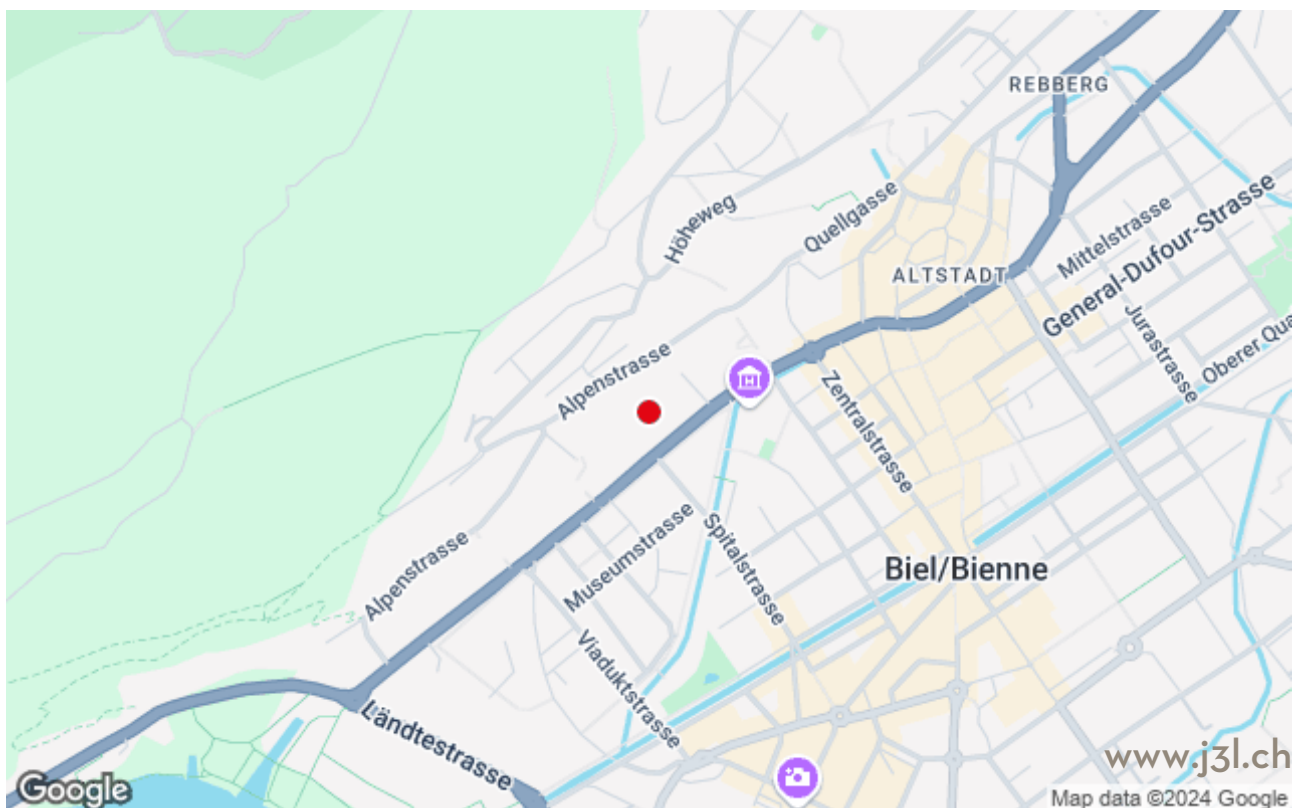 REBBERG
Höheweg
Quellgasse
Mittelstrasse
ALTSTADT
General-Dufour-Strasse
Jurastrasse
Oberer Qua
Alpenstrasse
Zentralstrasse
Museumstrasse
Spitalstrasse
Biel/Bienne
Alpenstrasse
Viaduktstrasse
Ländtestrasse
www.j3l.ch
Google
Map data ©2024 Google